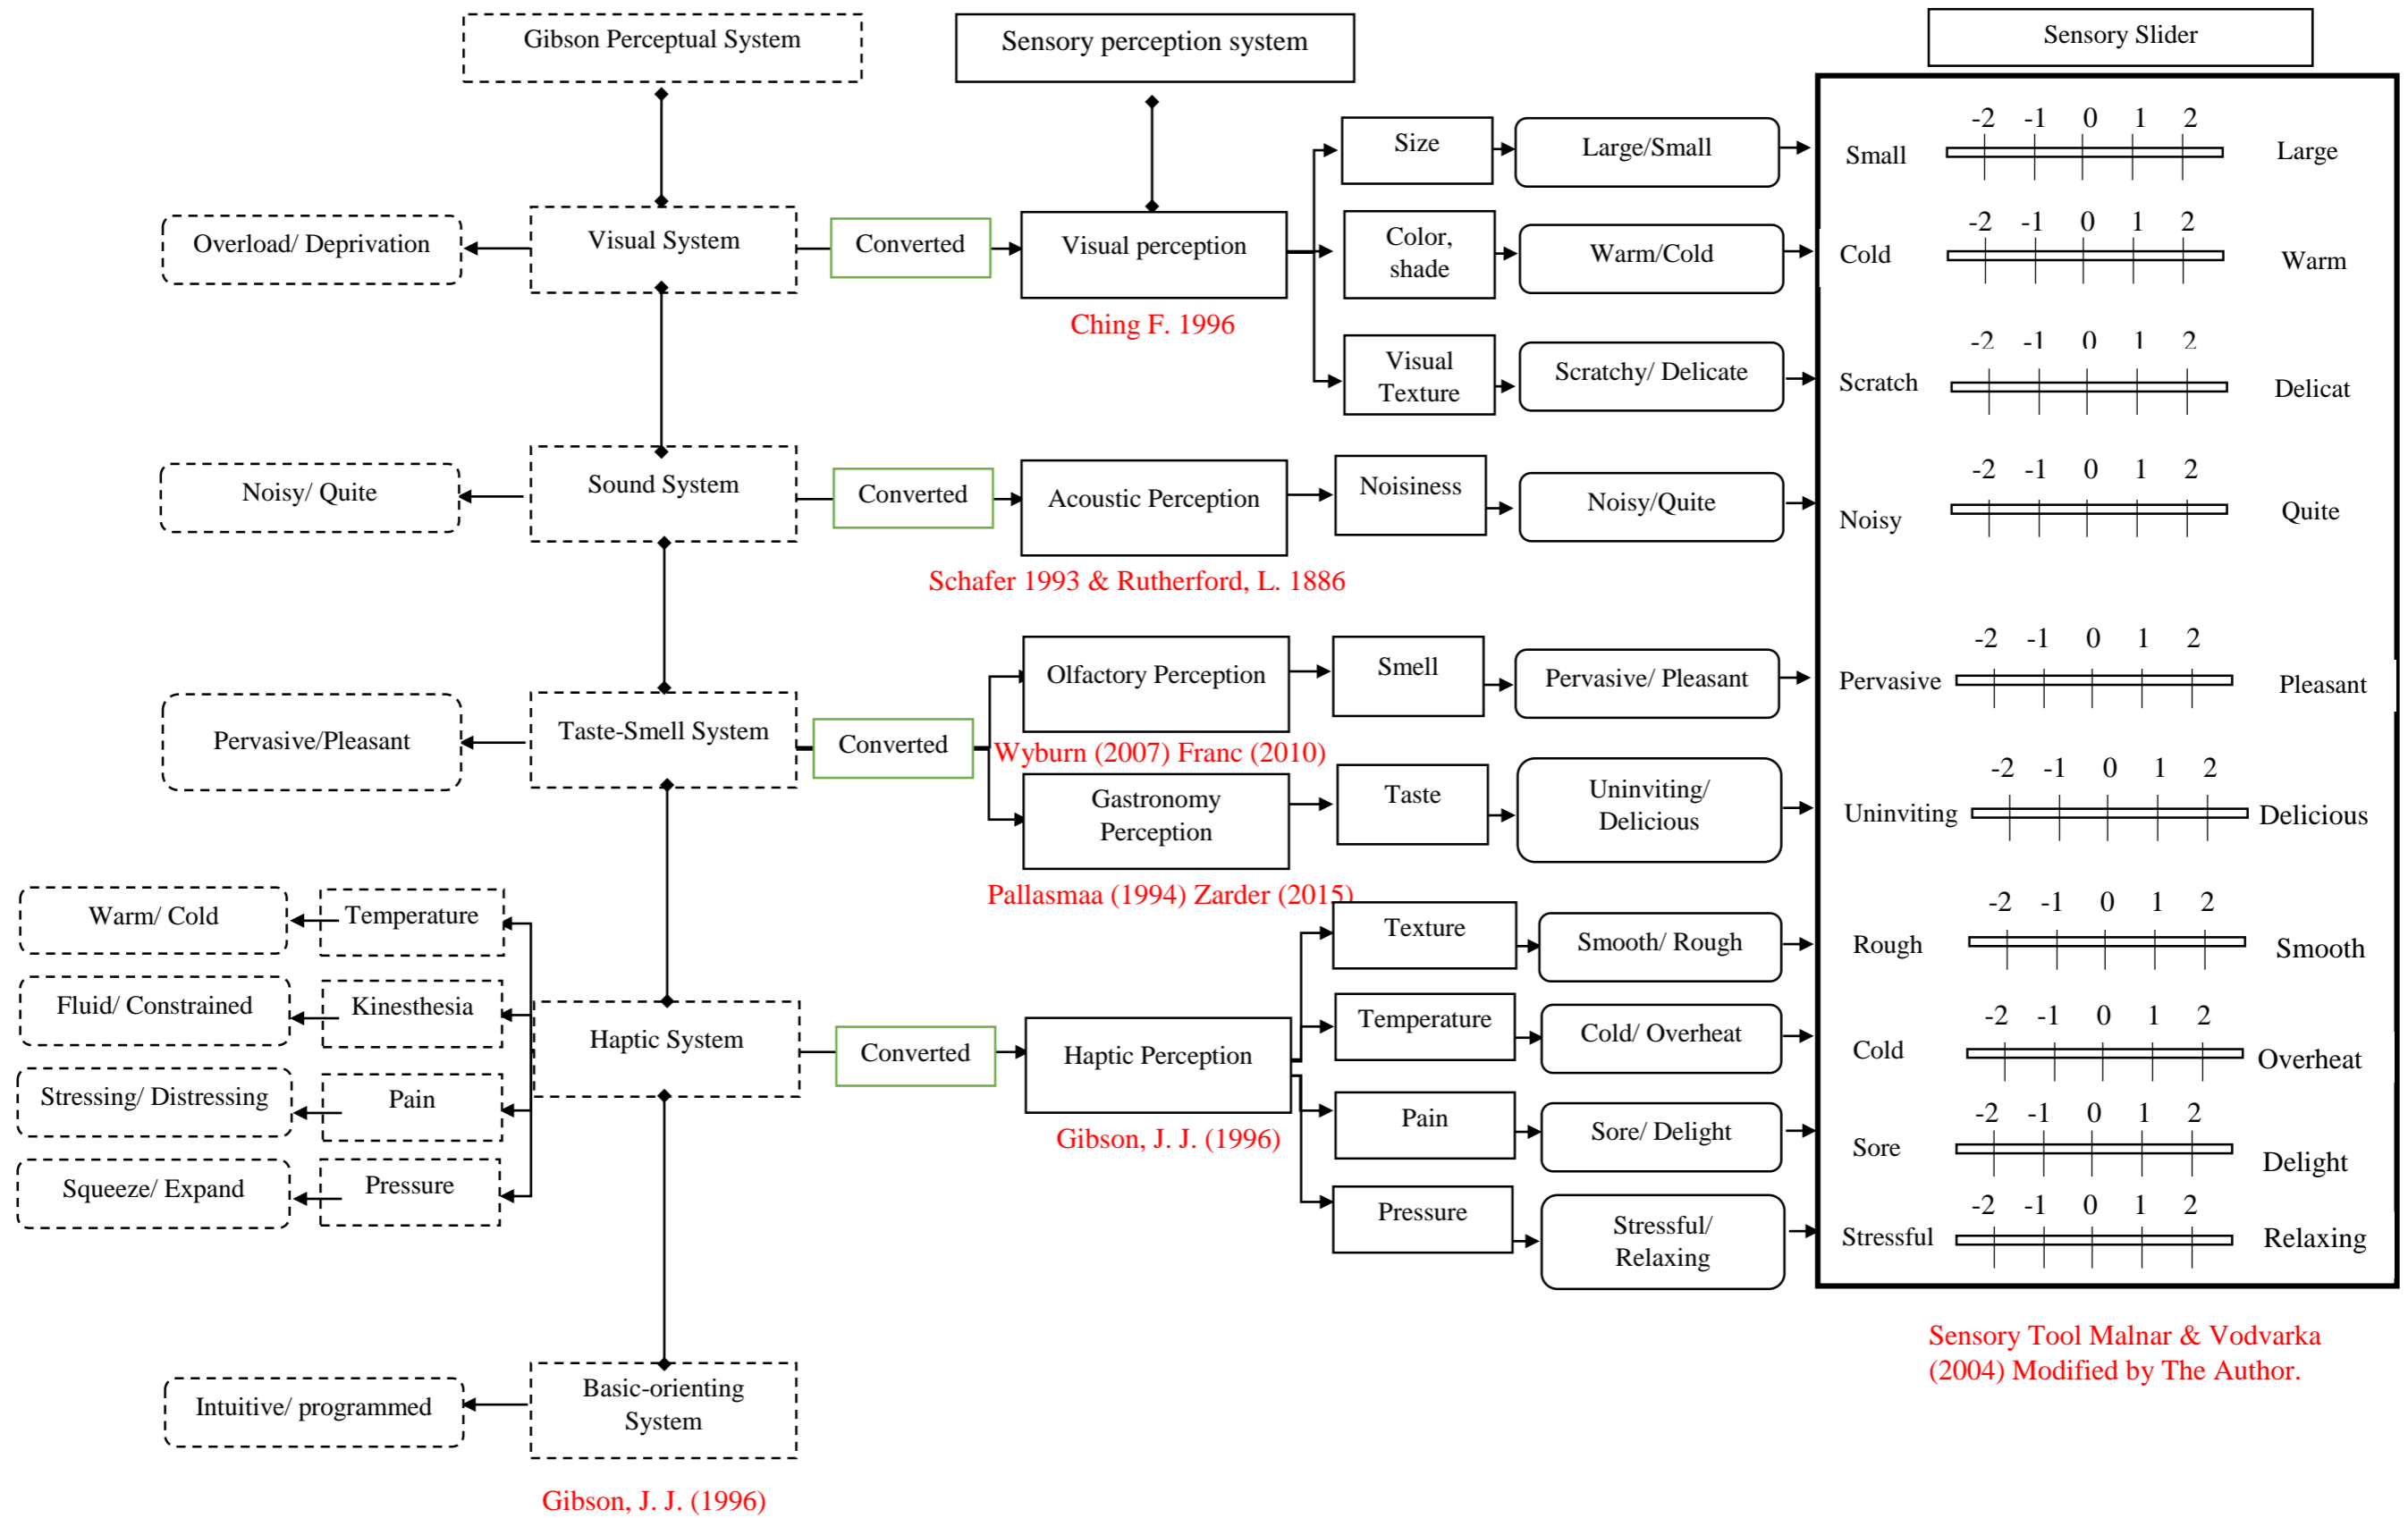 Gibson Perceptual System
Sensory perception system
Sensory Slider
Overload/ Deprivation
Visual System
Converted
Visual perception
Ching F. 1996
Size
Large/Small
Color,
shade
Warm/Cold
Visual
Texture
Scratchy/ Delicate
Small
-2 -1 0 1 2
Large
Cold
-2 -1 0 1 2
Warm
Scratch
-2 -1 0 1 2
Delicat
Noisy/ Quite
Sound System
Converted
Acoustic Perception
Schafer 1993 & Rutherford, L. 1886
Noisiness
Noisy/Quite
Noisy
-2 -1 0 1 2
Quite
Pervasive/Pleasant
Taste-Smell System
Converted
Olfactory Perception
Wyburn (2007) Franc (2010)
Smell
Pervasive/ Pleasant
Pervasive
-2 -1 0 1 2
Pleasant
Gastronomy
Perception
Pallasmaa (1994) Zarder (2015)
Taste
Uninviting/
Delicious
Uninviting
-2 -1 0 1 2
Delicious
Warm/ Cold
Temperature
Fluid/ Constrained
Kinesthesia
Stressing/ Distressing
Pain
Squeeze/ Expand
Pressure
Haptic System
Converted
Haptic Perception
Gibson, J. J. (1996)
Texture
Smooth/ Rough
Rough
-2 -1 0 1 2
Smooth
Temperature
Cold/ Overheat
Cold
-2 -1 0 1 2
Overheat
Pain
Sore/ Delight
Sore
-2 -1 0 1 2
Delight
Pressure
Stressful/
Relaxing
Stressful
-2 -1 0 1 2
Relaxing
Sensory Tool Malnar & Vodvarka
(2004) Modified by The Author.
Intuitive/ programmed
Basic-orienting
System
Gibson, J. J. (1996)